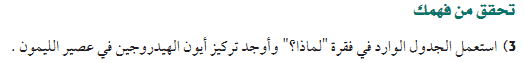 تحقق من فهمك
3) استعمل الجدول الوارد في فقرة "لماذا؟" وأوجد تركيز أيون الهيدروجين في عصير الليمون .